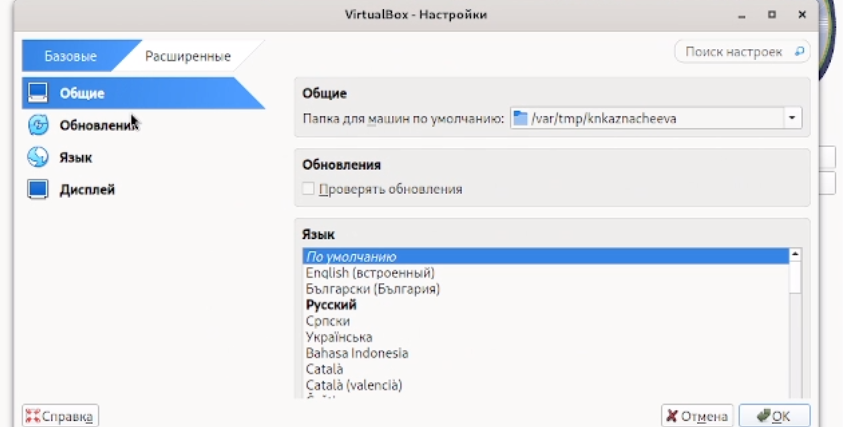 VirtualBox - Настройки
Базовые
Расширенные
Поиск настроек
Общие
Обновления
Язык
Дисплей
Общие
Папка для машин по умолчанию: /var/tmp/knkaznacheeva
Обновления
Проверять обновления
Язык
По умолчанию
English (встроенный)
Български (България)
Русский
Српски
Українська
Bahasa Indonesia
Català
Català (valencià)
Справка
Отмена
OK